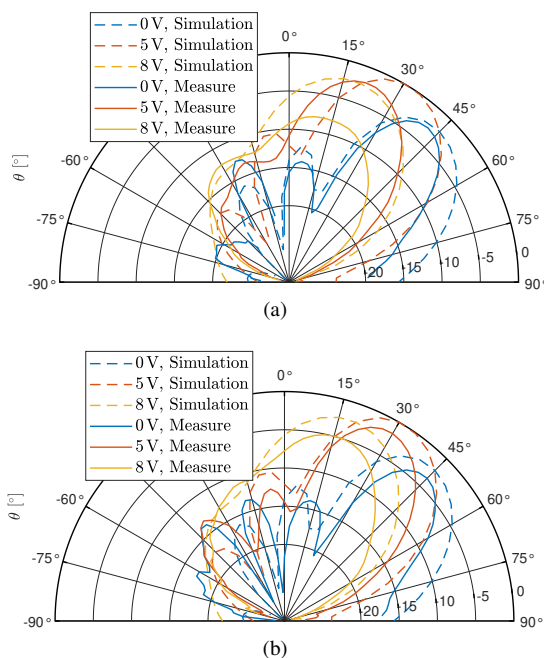 0 V, Simulation
5 V, Simulation
8 V, Simulation
0 V, Measure
5 V, Measure
8 V, Measure
0°
15°
30°
45°
60°
75°
90°
-60°
-75°
-90°
θ [°]
-20
-15
-10
-5
0
(a)
0 V, Simulation
5 V, Simulation
8 V, Simulation
0 V, Measure
5 V, Measure
8 V, Measure
0°
15°
30°
45°
60°
75°
90°
-60°
-75°
-90°
θ [°]
-20
-15
-10
-5
0
(b)